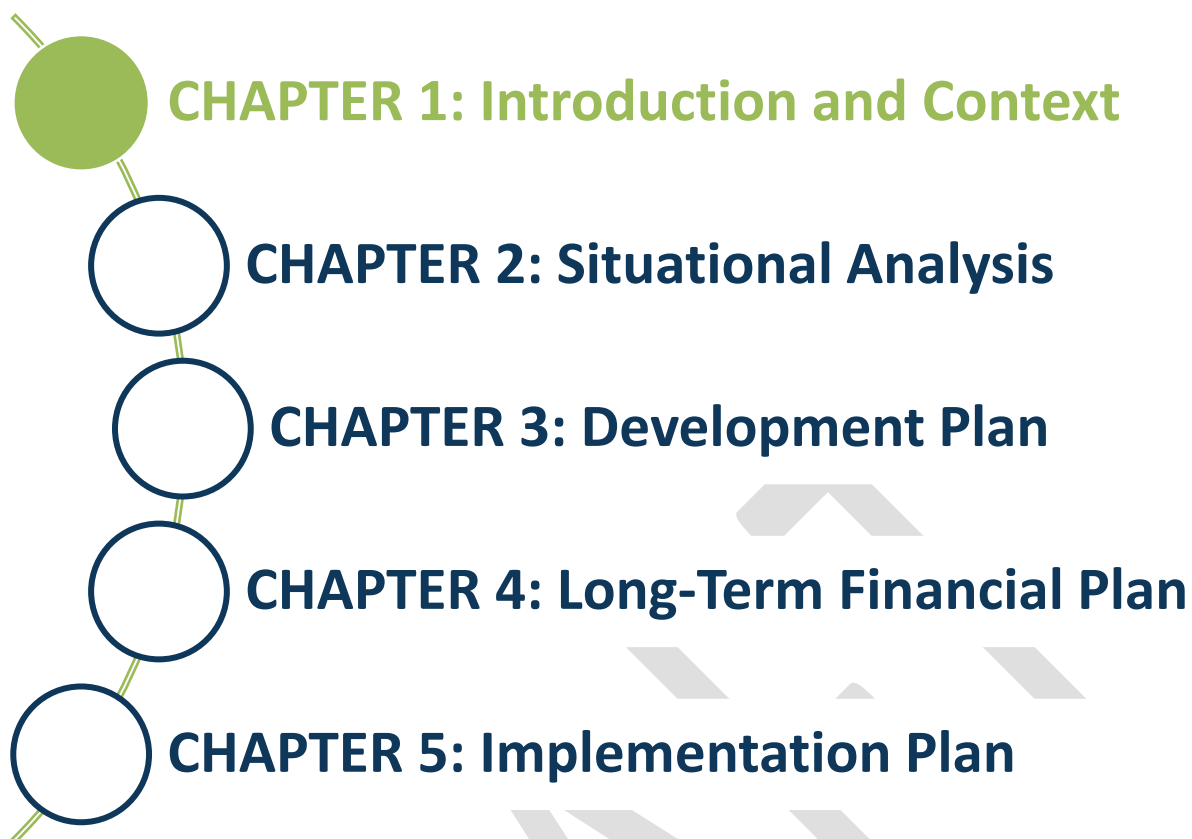 CHAPTER 1: Introduction and Context
CHAPTER 2: Situational Analysis
CHAPTER 3: Development Plan
CHAPTER 4: Long-Term Financial Plan
CHAPTER 5: Implementation Plan